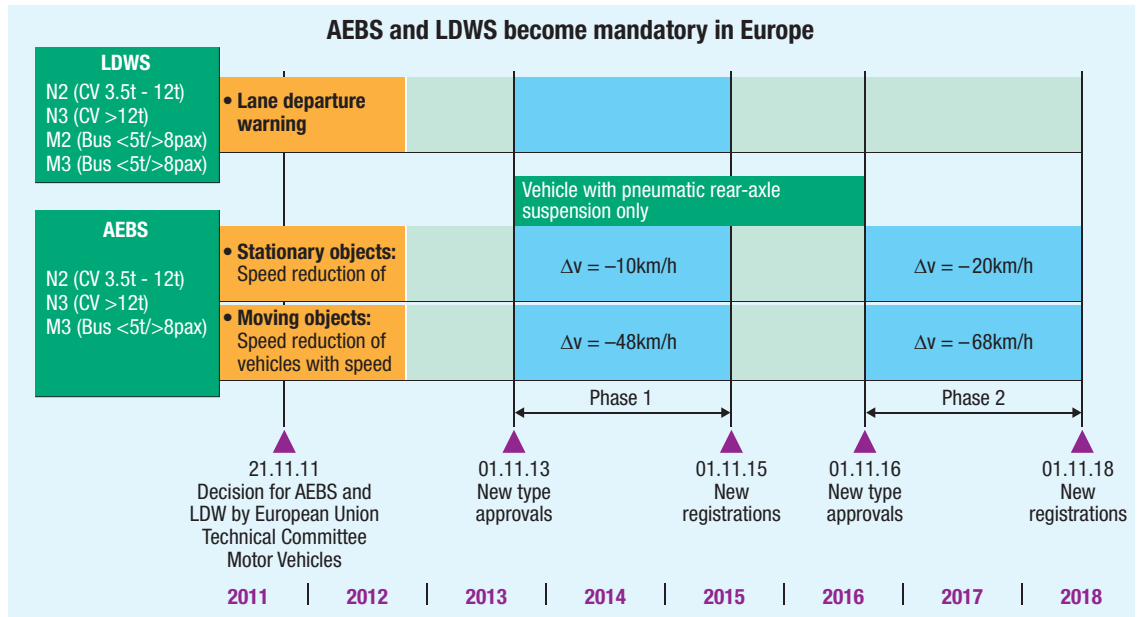 AEBS and LDWS become mandatory in Europe
LDWS
N2 (CV 3.5t - 12t)
N3 (CV >12t)
M2 (Bus <5t/>8pax)
M3 (Bus <5t/>8pax)
• Lane departure
warning
Vehicle with pneumatic rear-axle
suspension only
AEBS
N2 (CV 3.5t - 12t)
N3 (CV >12t)
M3 (Bus <5t/>8pax)
• Stationary objects:
Speed reduction of
Δv = –10km/h
Δv = –20km/h
• Moving objects:
Speed reduction of
vehicles with speed
Δv = –48km/h
Δv = –68km/h
Phase 1
Phase 2
21.11.11
Decision for AEBS and
LDW by European Union
Technical Committee
Motor Vehicles
01.11.13
New type
approvals
01.11.15
New
registrations
01.11.16
New type
approvals
01.11.18
New
registrations
2011 | 2012 | 2013 | 2014 | 2015 | 2016 | 2017 | 2018